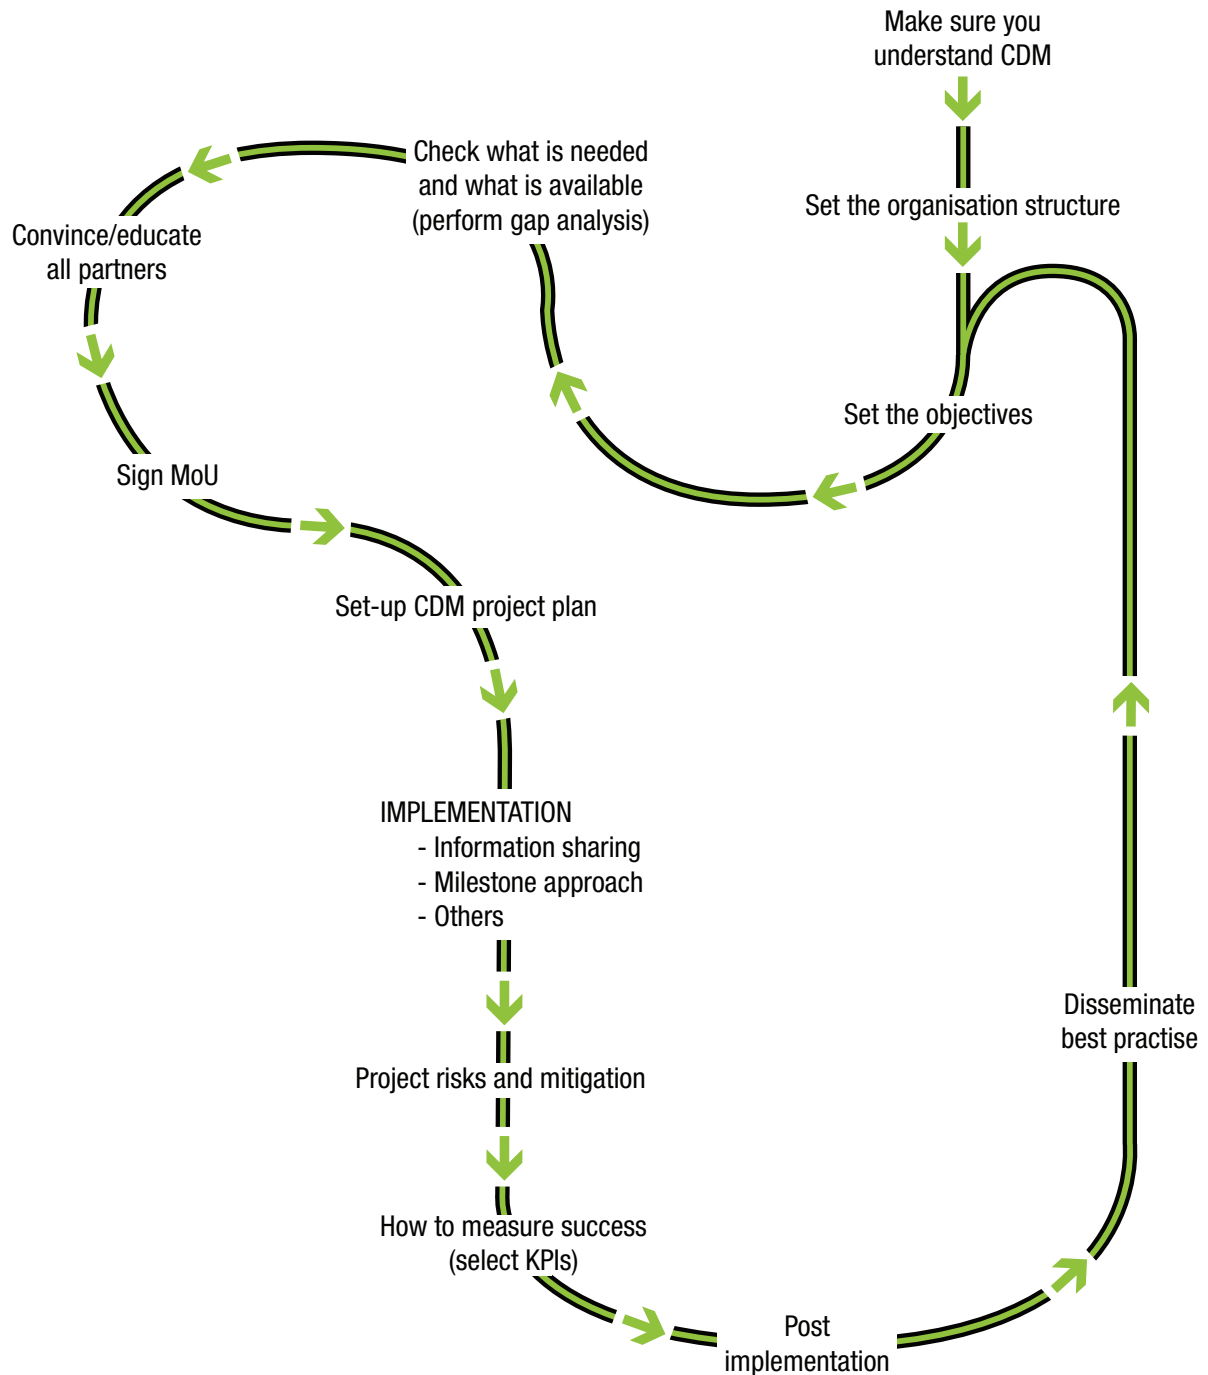 Make sure you
understand CDM
Set the organisation structure
Set the objectives
Check what is needed
and what is available
(perform gap analysis)
Convince/educate
all partners
Sign MoU
Set-up CDM project plan
IMPLEMENTATION
- Information sharing
- Milestone approach
- Others
Project risks and mitigation
How to measure success
(select KPIs)
Post
implementation
Disseminate
best practise